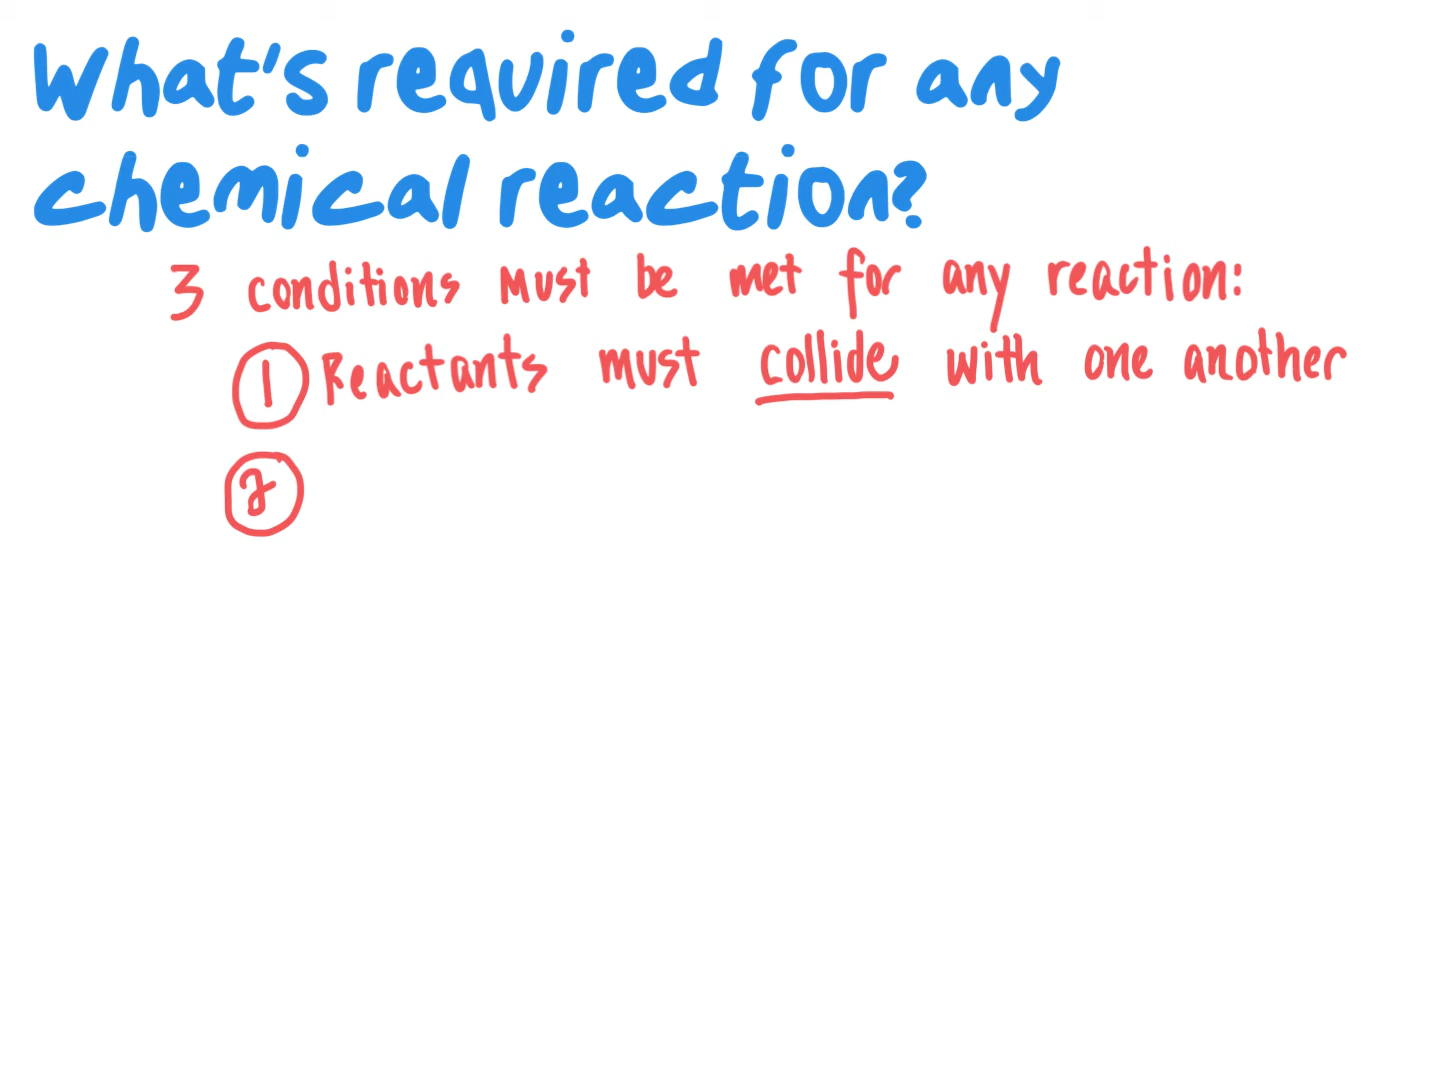 What's required for any
chemical reaction?
3 conditions must be met for any reaction:
① Reactants must collide with one another
②